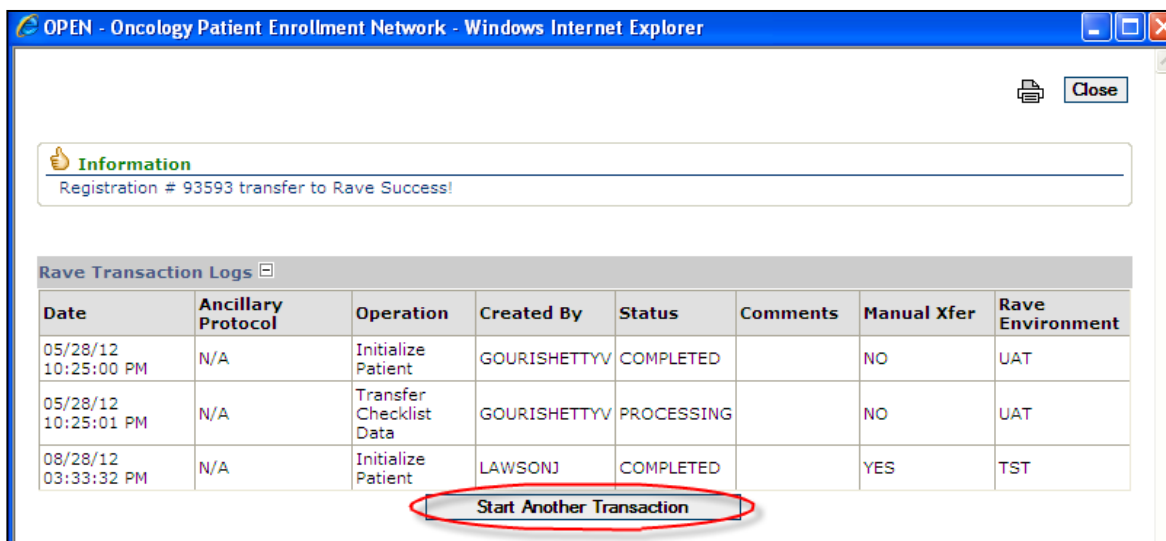 OPEN - Oncology Patient Enrollment Network - Windows Internet Explorer
Close
Information
Registration # 93593 transfer to Rave Success!
Rave Transaction Logs
Date Ancillary Protocol Operation Created By Status Comments Manual Xfer Rave Environment
05/28/12 10:25:00 PM N/A Initialize Patient GOURISHETTYV COMPLETED NO UAT
05/28/12 10:25:01 PM N/A Transfer Checklist Data GOURISHETTYV PROCESSING NO UAT
08/28/12 03:33:32 PM N/A Initialize Patient LAWSONJ COMPLETED YES TST
Start Another Transaction